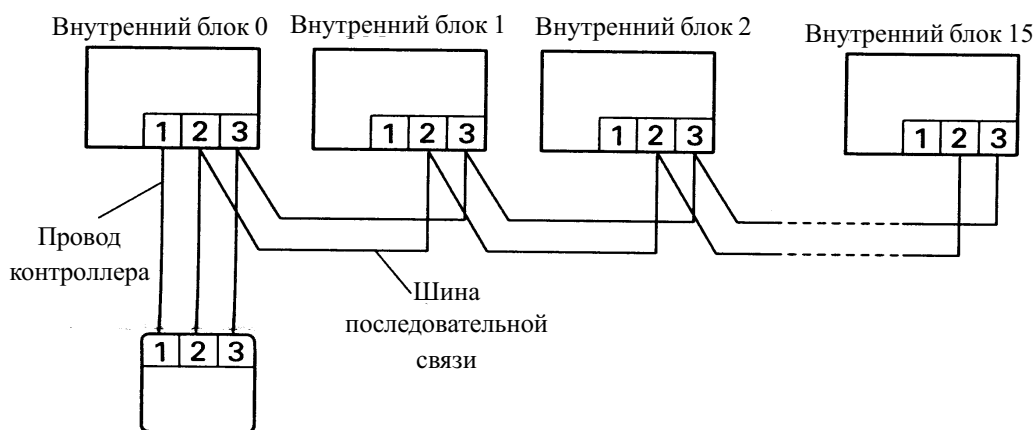 Внутренний блок 0
Внутренний блок 1
Внутренний блок 2
Внутренний блок 15
1 2 3
1 2 3
1 2 3
1 2 3
Провод
контроллера
Шина
последовательной
связи
1 2 3